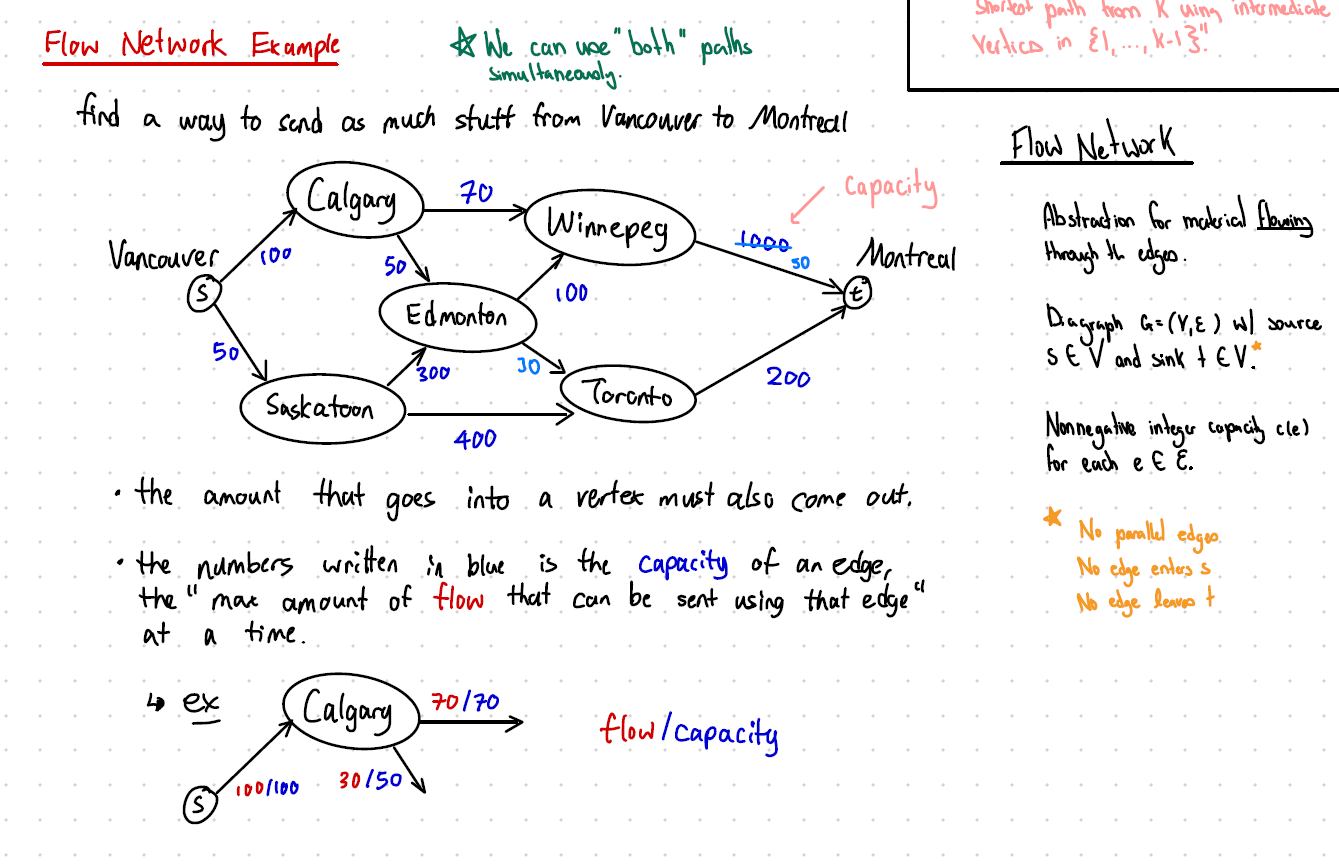 Shortest path from K using intermediate
vertices in {1, ..., k-1}."
Flow Network Example
★ We can use "both" paths
simultaneously.
find a way to send as much stuff from Vancouver to Montreal
Calgary
70
Winnepeg
capacity
1000
50
Vancouver
100
50
Montreal
s
Edmonton
100
t
50
300
30
Saskatoon
Toronto
200
400
• the amount that goes into a vertex must also come out.
• the numbers written in blue is the capacity of an edge,
the "max amount of flow that can be sent using that edge"
at a time.
↳ ex
Calgary
70/70
flow/capacity
s
100/100
30/50
Flow Network
Abstraction for material flowing
through th edges.
Diagraph G=(V,E) w/ source
s ∈ V and sink t ∈ V.★
Nonnegative integer capacity c(e)
for each e ∈ E.
★ No parallel edges
No edge enters s
No edge leaves t